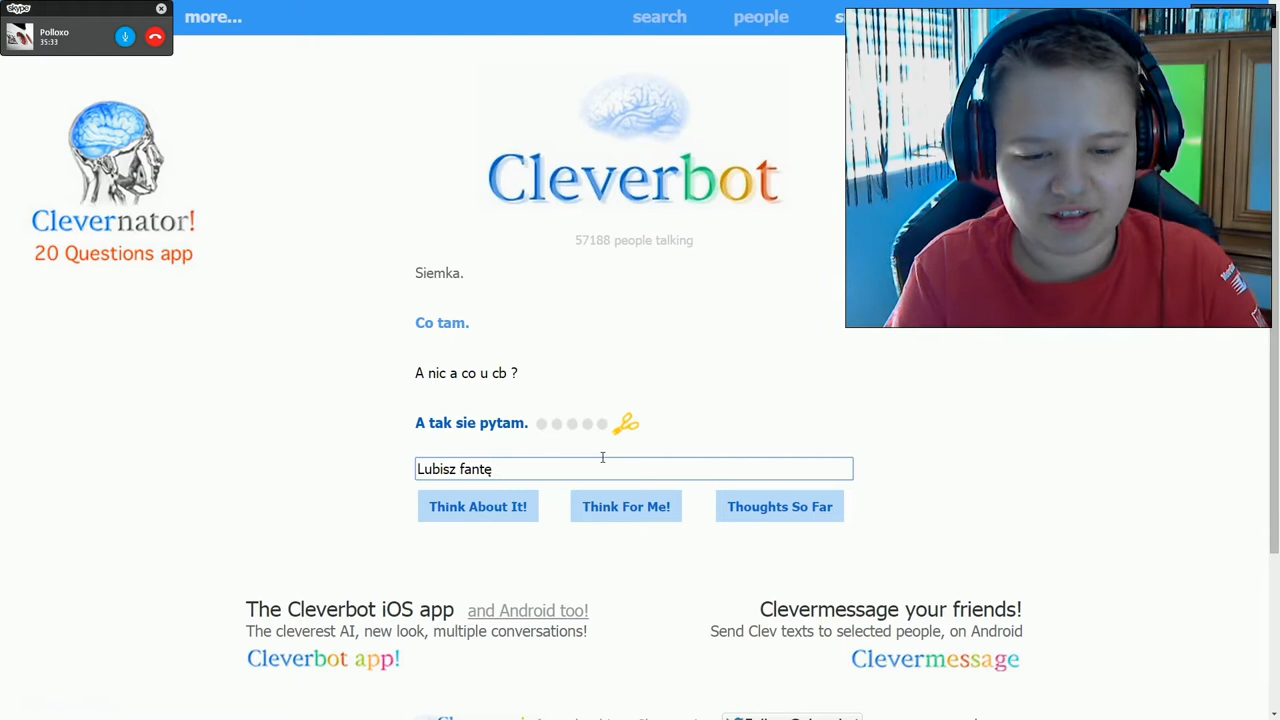 skype
Polloxo
35:33
more...
search
people
Clevernator!
20 Questions app
Cleverbot
57188 people talking
Siemka.
Co tam.
A nic a co u cb ?
A tak sie pytam.
Lubisz fantę
Think About It!
Think For Me!
Thoughts So Far
The Cleverbot iOS app and Android too!
The cleverest AI, new look, multiple conversations!
Cleverbot app!
Clevermessage your friends!
Send Clev texts to selected people, on Android
Clevermessage